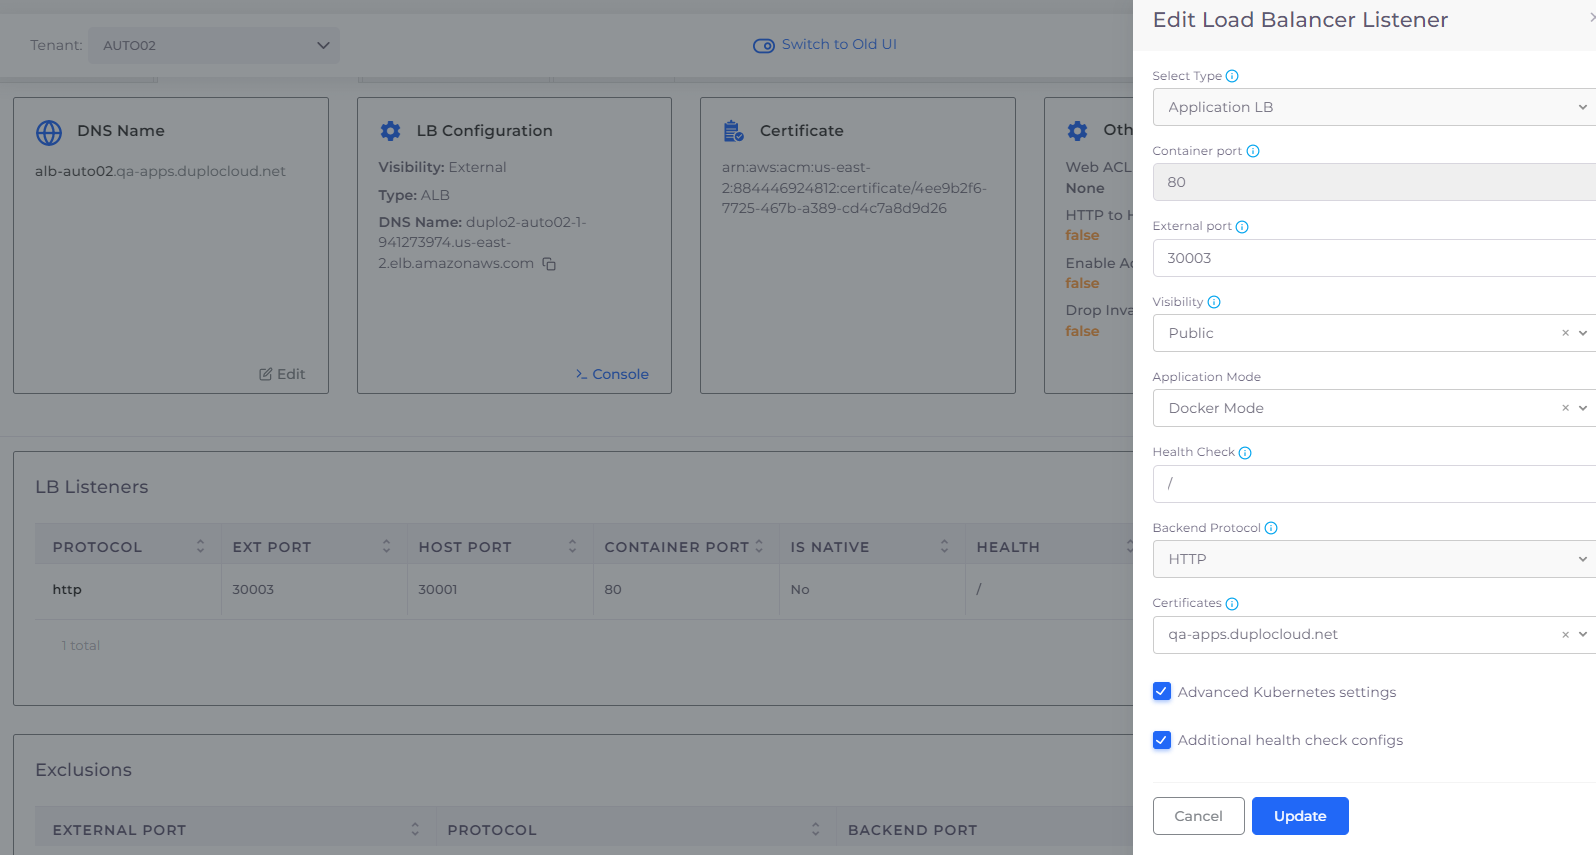 Tenant:
AUTO02
Switch to Old UI
DNS Name
alb-auto02.qa-apps.duplocloud.net
Edit
LB Configuration
Visibility: External
Type: ALB
DNS Name: duplo2-auto02-1-
941273974.us-east-
2.elb.amazonaws.com
Console
Certificate
arn:aws:acm:us-east-
2:884446924812:certificate/4ee9b2f6-
7725-467b-a389-cd4c7a8d9d26
Oth
Web ACL
None
HTTP to H
false
Enable Ac
false
Drop Inva
false
LB Listeners
PROTOCOL EXT PORT HOST PORT CONTAINER PORT IS NATIVE HEALTH
http 30003 30001 80 No /
1 total
Exclusions
EXTERNAL PORT PROTOCOL BACKEND PORT
Edit Load Balancer Listener
Select Type
Application LB
Container port
80
External port
30003
Visibility
Public
Application Mode
Docker Mode
Health Check
/
Backend Protocol
HTTP
Certificates
qa-apps.duplocloud.net
Advanced Kubernetes settings
Additional health check configs
Cancel
Update